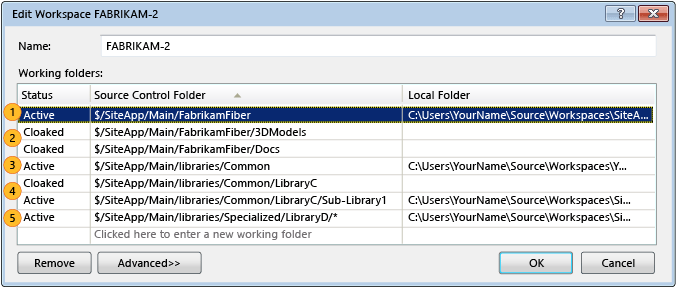 Edit Workspace FABRIKAM-2
Name: FABRIKAM-2
Working folders:
Status Source Control Folder Local Folder
1 Active $/SiteApp/Main/FabrikamFiber C:\Users\YourName\Source\Workspaces\SiteA...
Cloaked $/SiteApp/Main/FabrikamFiber/3DModels
2
Cloaked $/SiteApp/Main/FabrikamFiber/Docs
3 Active $/SiteApp/Main/libraries/Common C:\Users\YourName\Source\Workspaces\Y...
Cloaked $/SiteApp/Main/libraries/Common/LibraryC
4
Active $/SiteApp/Main/libraries/Common/LibraryC/Sub-Library1 C:\Users\YourName\Source\Workspaces\Si...
5 Active $/SiteApp/Main/libraries/Specialized/LibraryD/* C:\Users\YourName\Source\Workspaces\Si...
Clicked here to enter a new working folder
Remove Advanced>> OK Cancel